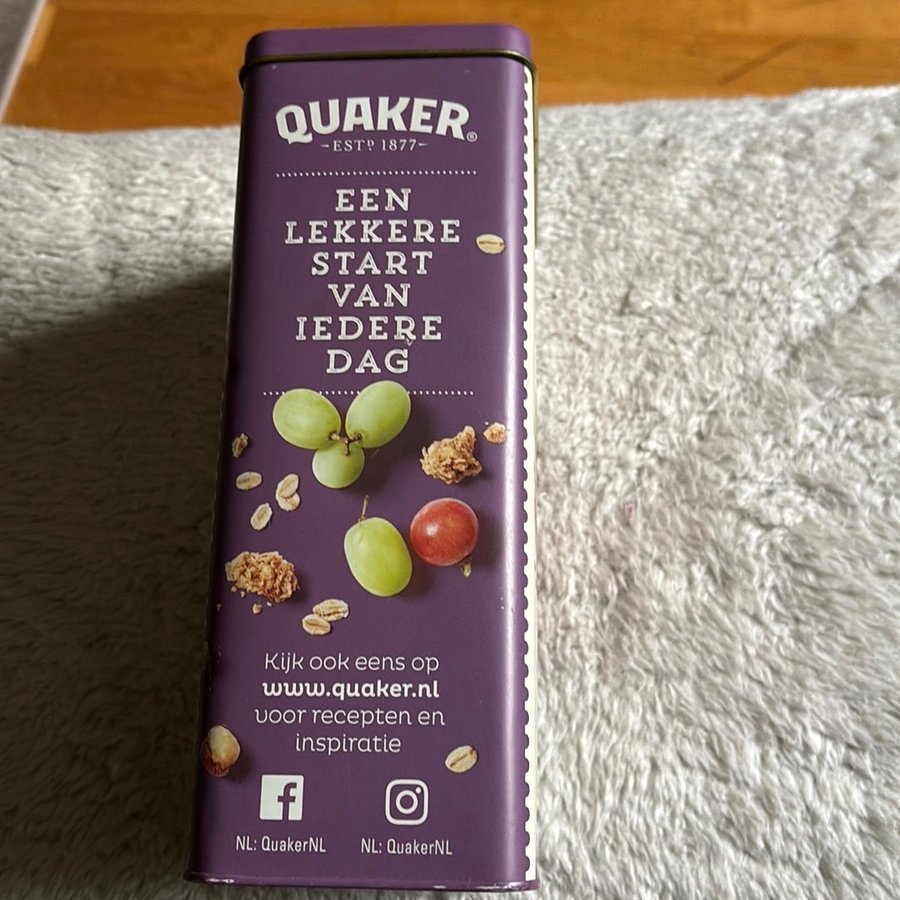 QUAKER®
-ESTD 1877-
EEN
LEKKERE
START
VAN
IEDERE
DAG
Kijk ook eens op
www.quaker.nl
voor recepten en
inspiratie
NL: QuakerNL NL: QuakerNL